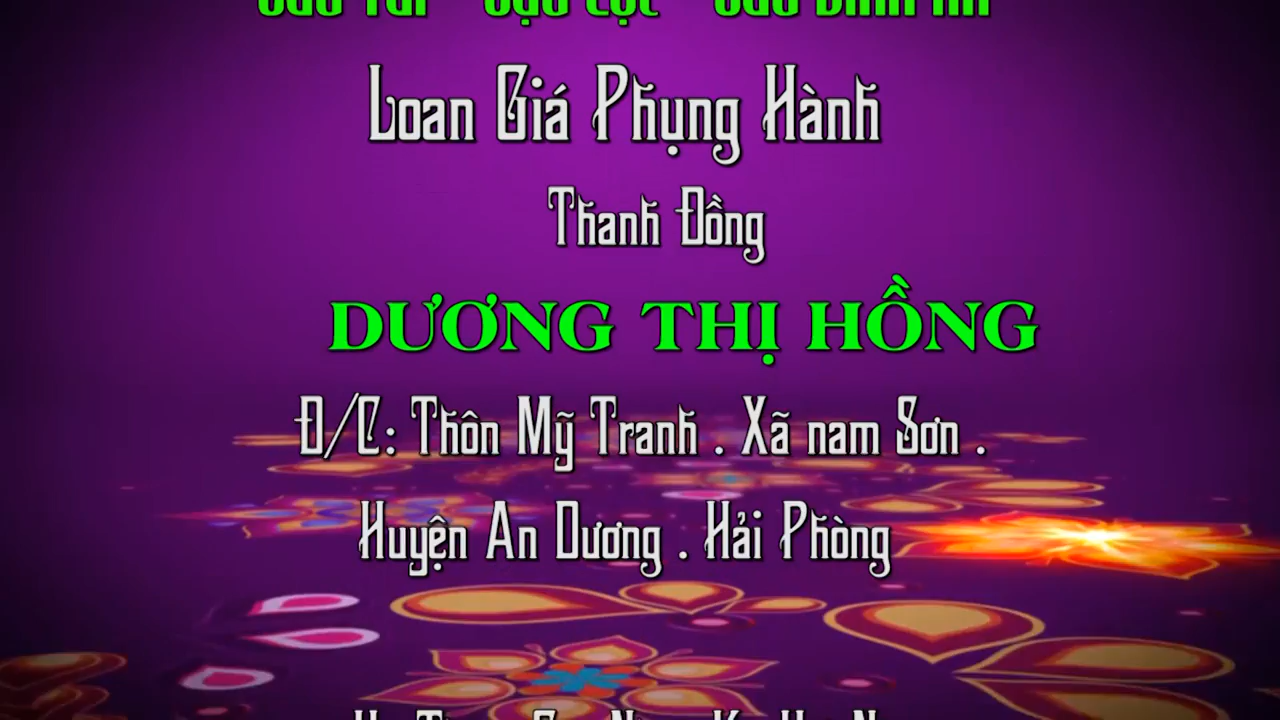 Loan Giá Phụng Hành
Thanh Đồng
DƯƠNG THỊ HỒNG
Đ/C: Thôn Mỹ Tranh . Xã nam Sơn .
Huyện An Dương . Hải Phòng